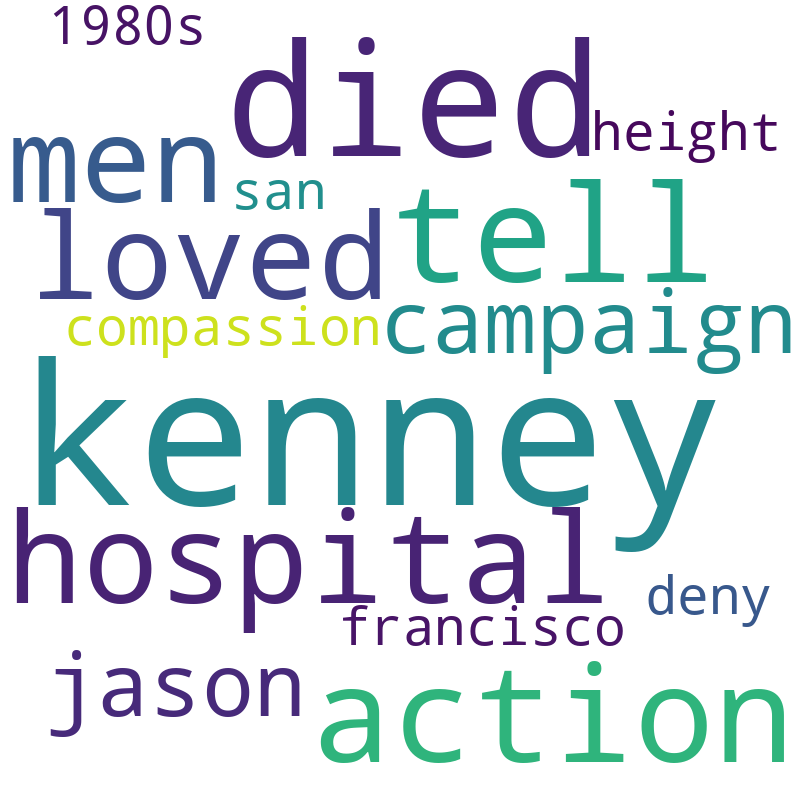 1980s
died
height
men
san
tell
loved
compassion
campaign
kenney
hospital
deny
francisco
jason
action